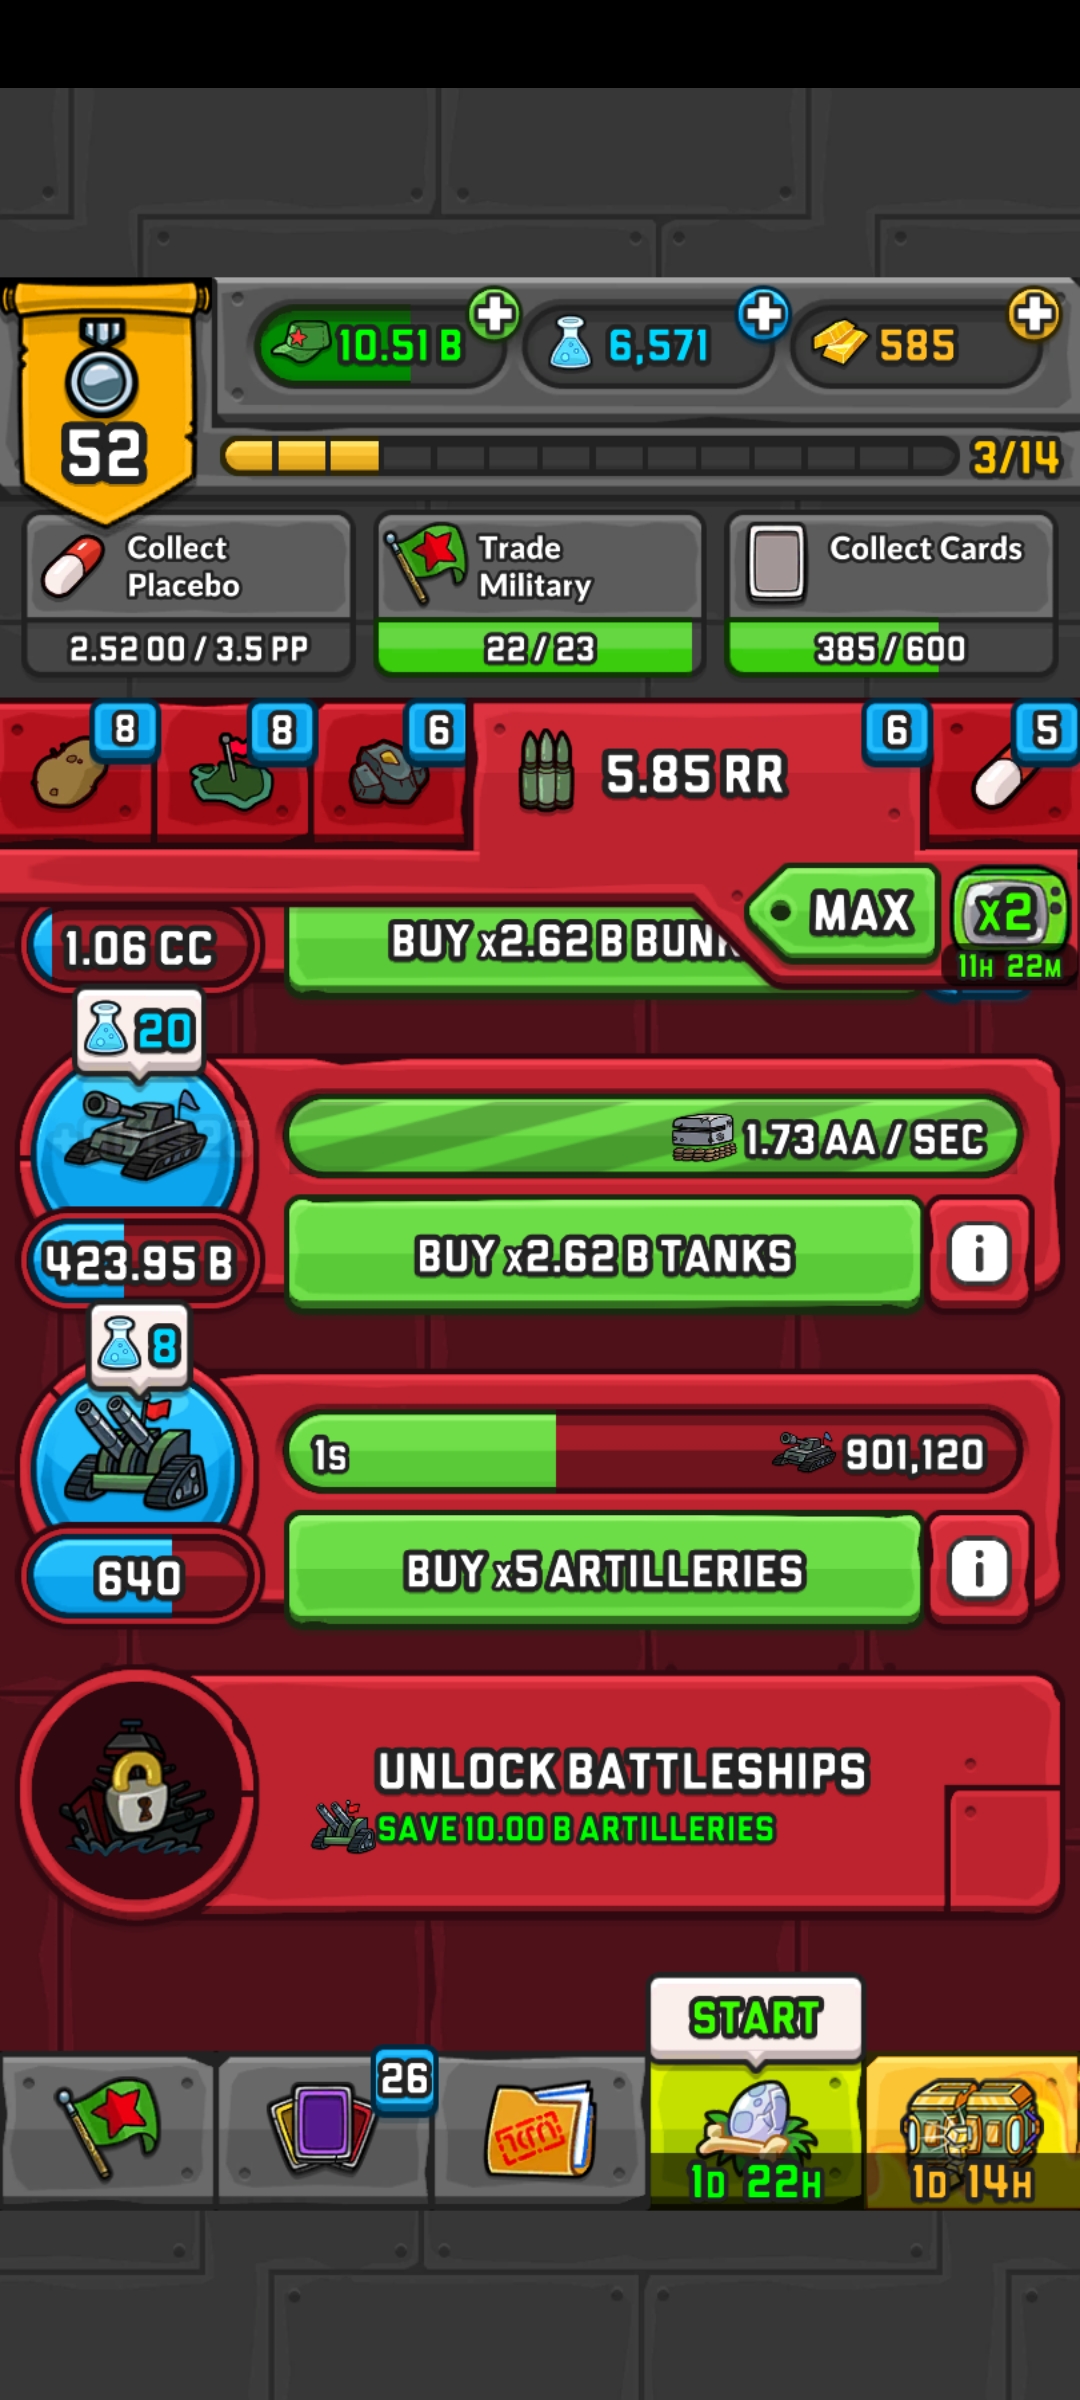 10.51 B
6,571
585
52
3/14
Collect
Placebo
2.52 OO / 3.5 PP
Trade
Military
22 / 23
Collect Cards
385 / 600
8
8
6
5.85 RR
6
5
MAX
x2
11H 22M
1.06 CC
BUY x2.62 B
20
1.73 AA / SEC
423.95 B
BUY x2.62 B TANKS
i
8
1s
901,120
640
BUY x5 ARTILLERIES
i
UNLOCK BATTLESHIPS
SAVE 10.00 B ARTILLERIES
START
26
1D 22H
1D 14H